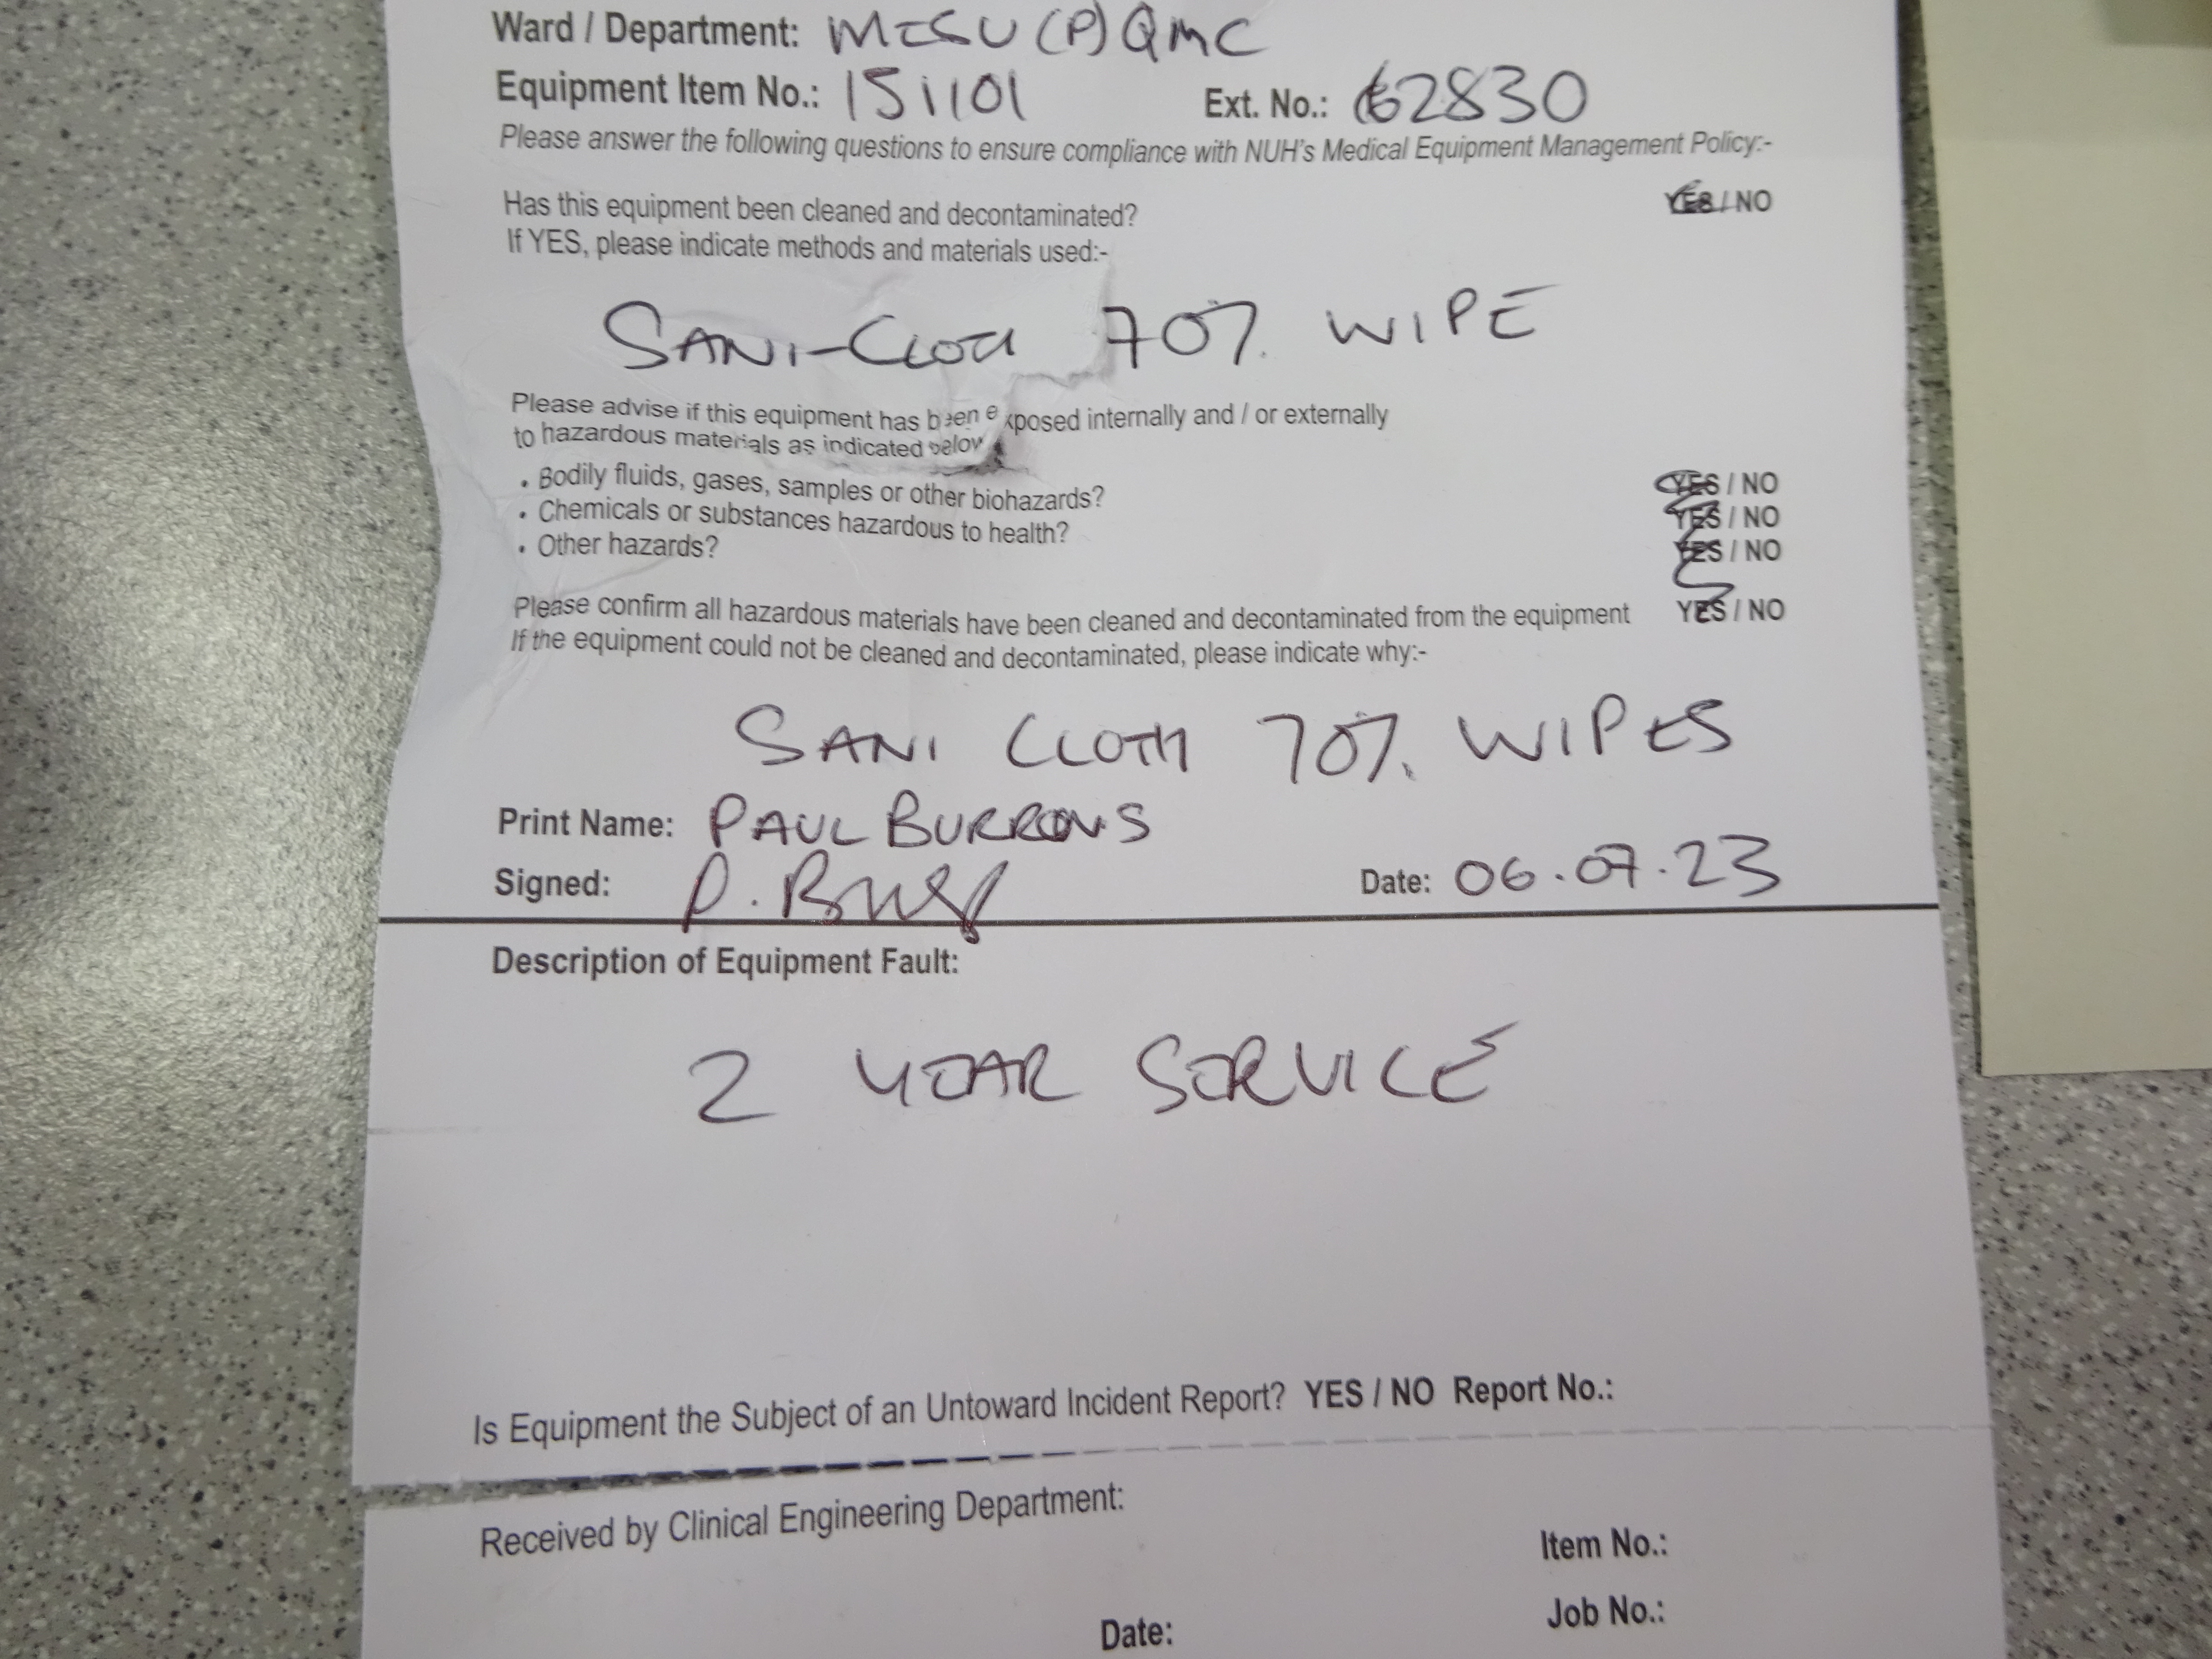 Ward / Department: MESU (P) QMC
Equipment Item No.: 151101 Ext. No.: 62830
Please answer the following questions to ensure compliance with NUH's Medical Equipment Management Policy:-
Has this equipment been cleaned and decontaminated? YES / NO
If YES, please indicate methods and materials used:-
SANI-CLOTH 70% WIPE
Please advise if this equipment has been exposed internally and / or externally
to hazardous materials as indicated below
• Bodily fluids, gases, samples or other biohazards? YES / NO
• Chemicals or substances hazardous to health? YES / NO
• Other hazards? YES / NO
Please confirm all hazardous materials have been cleaned and decontaminated from the equipment YES / NO
If the equipment could not be cleaned and decontaminated, please indicate why:-
SANI CLOTH 70% WIPES
Print Name: PAUL BURROWS
Signed: Date: 06.07.23
Description of Equipment Fault:
2 YEAR SERVICE
Is Equipment the Subject of an Untoward Incident Report? YES / NO Report No.:
Received by Clinical Engineering Department:
Item No.:
Job No.:
Date: